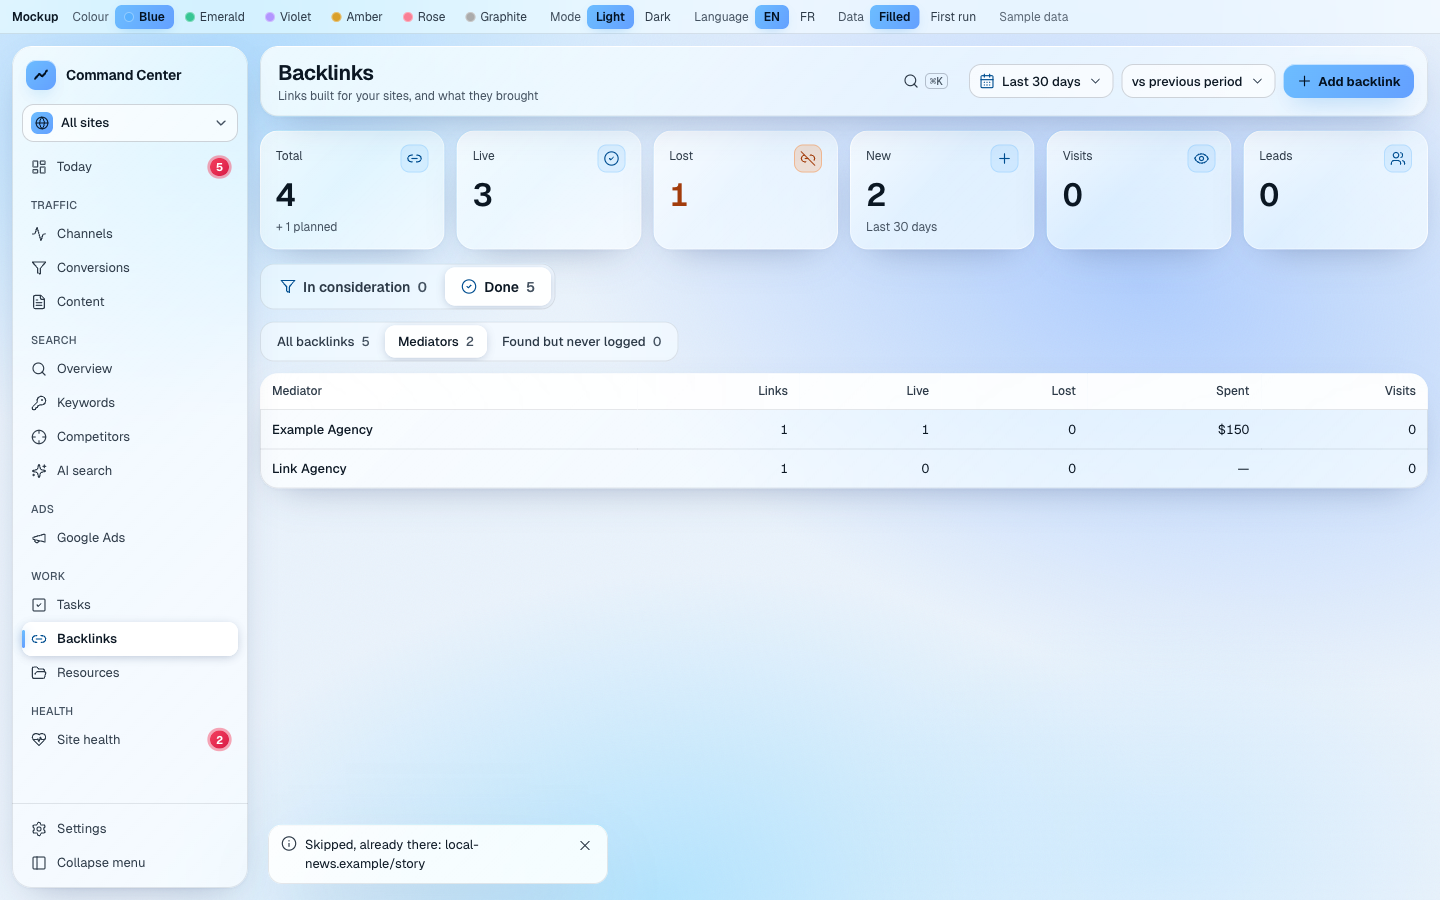 Mockup Colour Blue Emerald Violet Amber Rose Graphite Mode Light Dark Language EN FR Data Filled First run Sample data
Command Center
All sites
Today 5
TRAFFIC
Channels
Conversions
Content
SEARCH
Overview
Keywords
Competitors
AI search
ADS
Google Ads
WORK
Tasks
Backlinks
Resources
HEALTH
Site health 2
Settings
Collapse menu
Backlinks
Links built for your sites, and what they brought
⌘K Last 30 days vs previous period Add backlink
Total
4
+ 1 planned
Live
3
Lost
1
New
2
Last 30 days
Visits
0
Leads
0
In consideration 0 Done 5
All backlinks 5 Mediators 2 Found but never logged 0
Mediator Links Live Lost Spent Visits
Example Agency 1 1 0 $150 0
Link Agency 1 0 0 — 0
Skipped, already there: local-
news.example/story